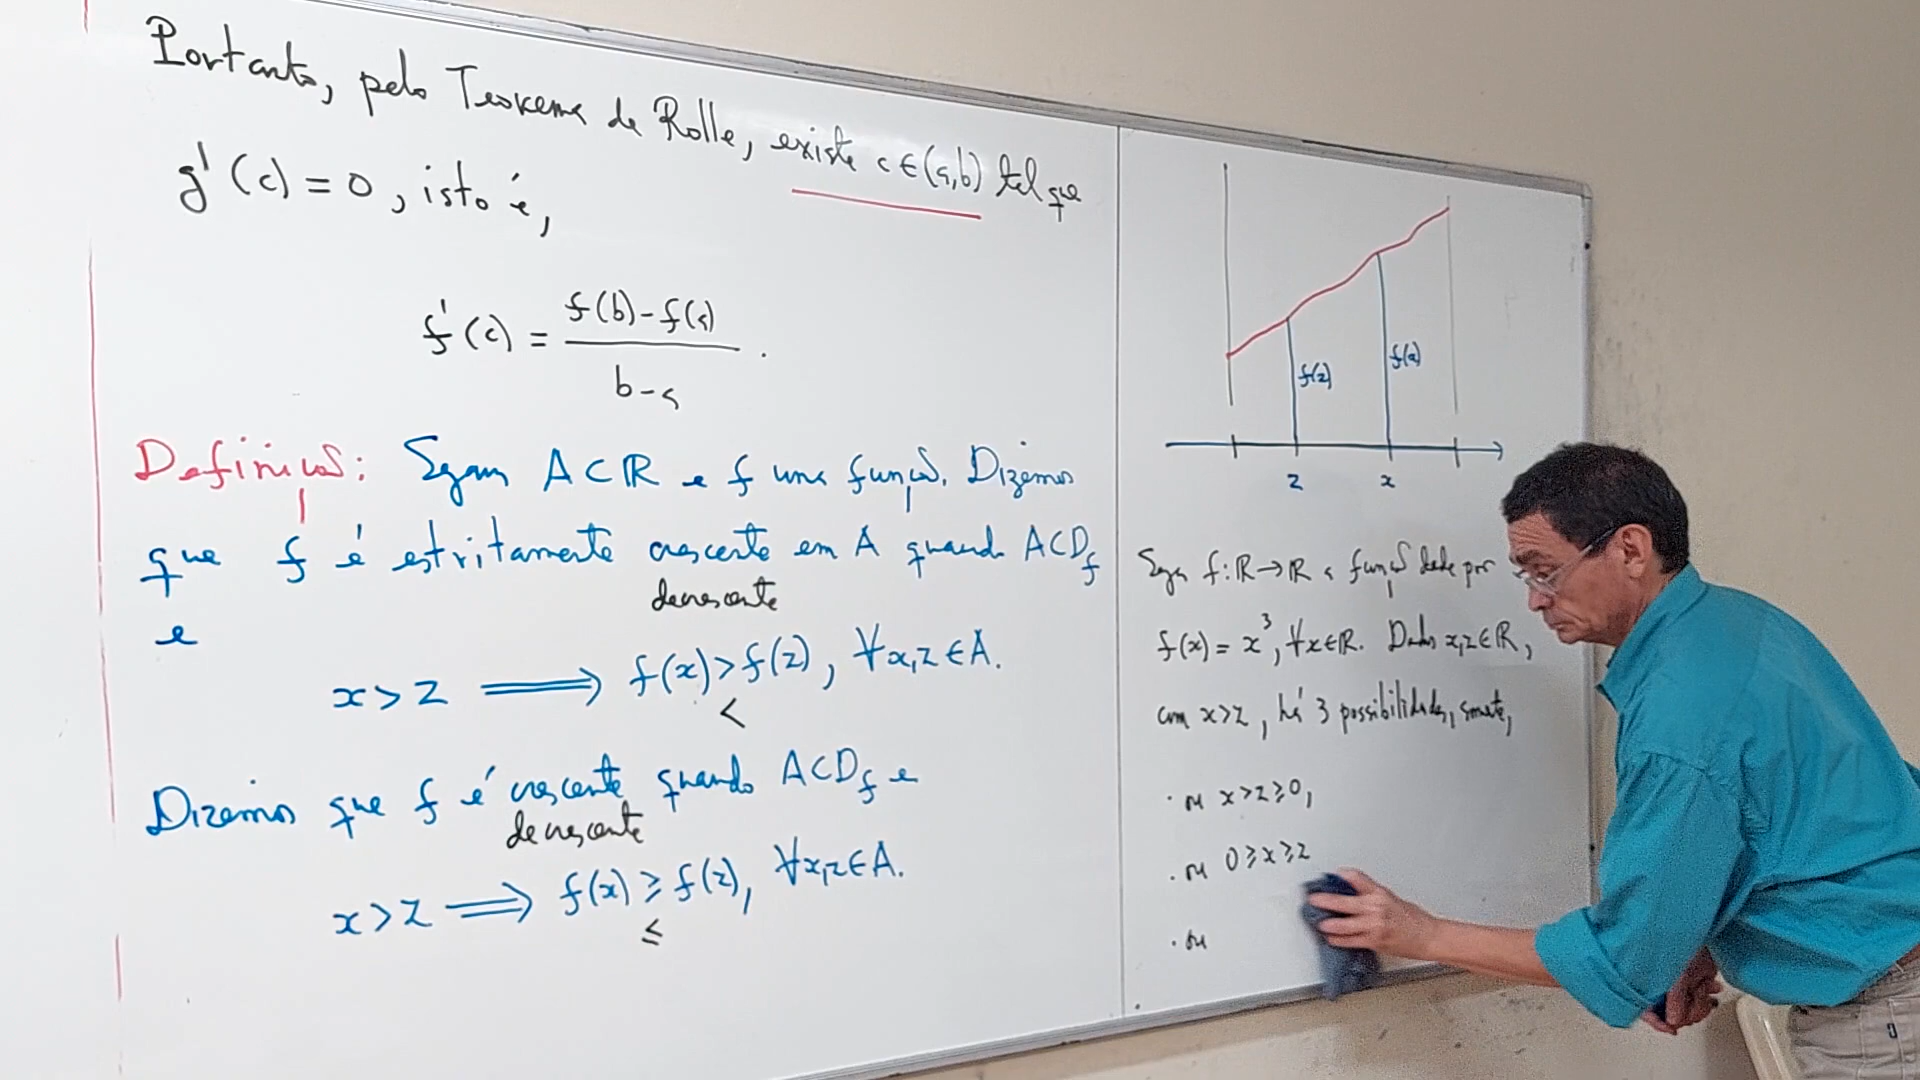 Portanto, pelo Teorema de Rolle, existe c ∈ (a,b) tal que
g'(c) = 0, isto é,
f'(c) = \frac{f(b) - f(a)}{b - a}.
Definição: Sejam A ⊂ ℝ e f uma função. Dizemos
que f é estritamente crescente em A quando A ⊂ D_f
decrescente
e
x > z ⟹ f(x) > f(z), ∀x,z ∈ A.
<
Dizemos que f é crescente quando A ⊂ D_f e
decrescente
x > z ⟹ f(x) ≥ f(z), ∀x,z ∈ A.
≤
f(z)
f(x)
z x
Seja f: ℝ → ℝ a função dada por
f(x) = x³, ∀x ∈ ℝ. Dados x,z ∈ ℝ,
com x > z, há 3 possibilidades, somente,
· ou x > z ≥ 0,
· ou 0 ≥ x ≥ z
· ou